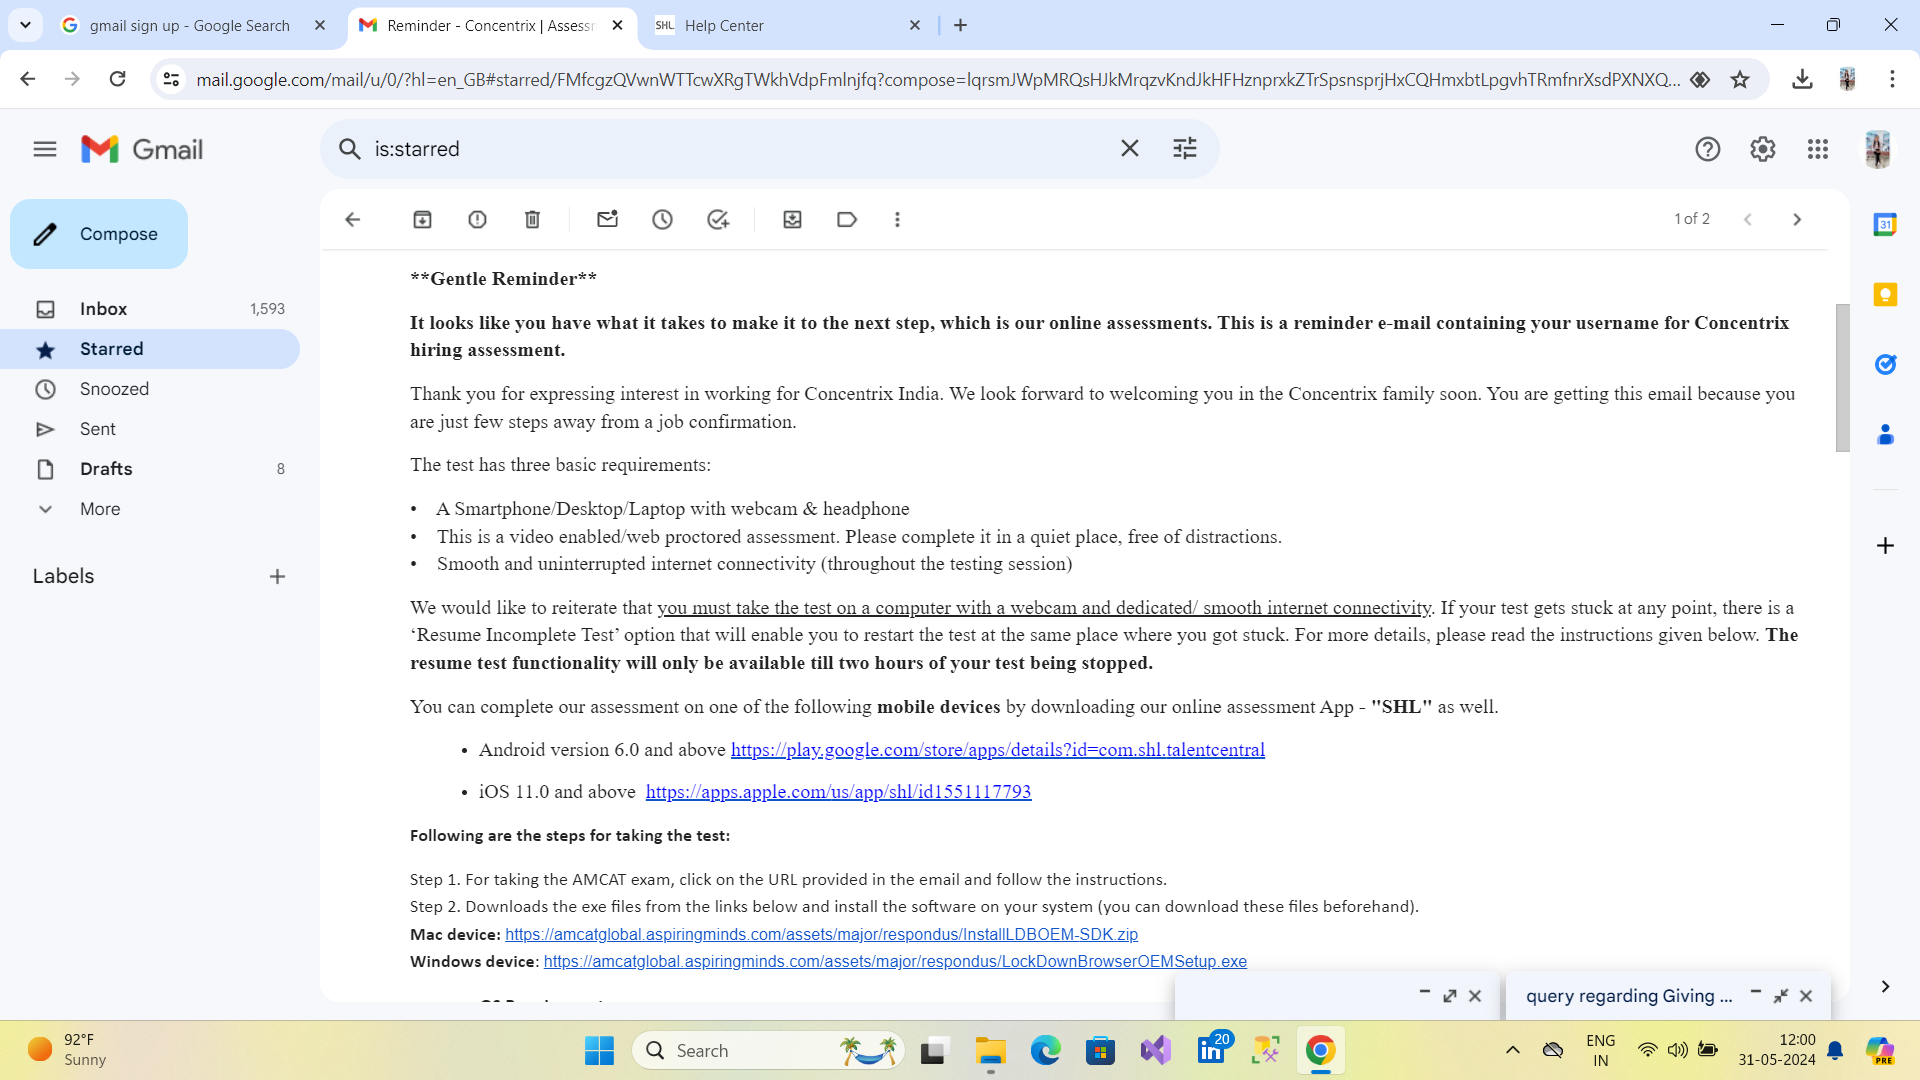 gmail sign up - Google Search
Reminder - Concentrix | Assessm
SHL Help Center
mail.google.com/mail/u/0/?hl=en_GB#starred/FMfcgzQVwnWTTcwXRgTWkhVdpFmlnjfq?compose=lqrsmJWpMRQsHJkMrqzvKndJkHFHznprxkZTrSpsnsprjHxCQHmxbtLpgvhTRmfnrXsdPXNXQ...
Gmail
is:starred
Compose
1 of 2
31
Inbox 1,593
Starred
Snoozed
Sent
Drafts 8
More
Labels
**Gentle Reminder**
It looks like you have what it takes to make it to the next step, which is our online assessments. This is a reminder e-mail containing your username for Concentrix
hiring assessment.
Thank you for expressing interest in working for Concentrix India. We look forward to welcoming you in the Concentrix family soon. You are getting this email because you
are just few steps away from a job confirmation.
The test has three basic requirements:
• A Smartphone/Desktop/Laptop with webcam & headphone
• This is a video enabled/web proctored assessment. Please complete it in a quiet place, free of distractions.
• Smooth and uninterrupted internet connectivity (throughout the testing session)
We would like to reiterate that you must take the test on a computer with a webcam and dedicated/ smooth internet connectivity. If your test gets stuck at any point, there is a
‘Resume Incomplete Test’ option that will enable you to restart the test at the same place where you got stuck. For more details, please read the instructions given below. The
resume test functionality will only be available till two hours of your test being stopped.
You can complete our assessment on one of the following mobile devices by downloading our online assessment App - "SHL" as well.
• Android version 6.0 and above https://play.google.com/store/apps/details?id=com.shl.talentcentral
• iOS 11.0 and above https://apps.apple.com/us/app/shl/id1551117793
Following are the steps for taking the test:
Step 1. For taking the AMCAT exam, click on the URL provided in the email and follow the instructions.
Step 2. Downloads the exe files from the links below and install the software on your system (you can download these files beforehand).
Mac device: https://amcatglobal.aspiringminds.com/assets/major/respondus/InstallLDBOEM-SDK.zip
Windows device: https://amcatglobal.aspiringminds.com/assets/major/respondus/LockDownBrowserOEMSetup.exe
query regarding Giving ...
92°F
Sunny
Search
20
ENG
IN
12:00
31-05-2024
PRE